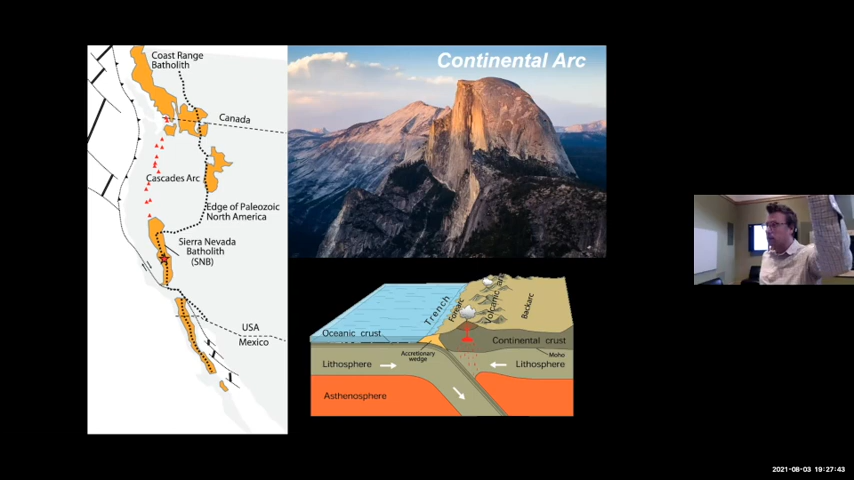 Coast Range
Batholith
Canada
Cascades Arc
Edge of Paleozoic
North America
Sierra Nevada
Batholith
(SNB)
USA
Mexico
Continental Arc
Trench
Forearc
Volcanic arc
Backarc
Oceanic crust
Accretionary
wedge
Continental crust
Moho
Lithosphere
Lithosphere
Asthenosphere
2021-08-03 19:27:43